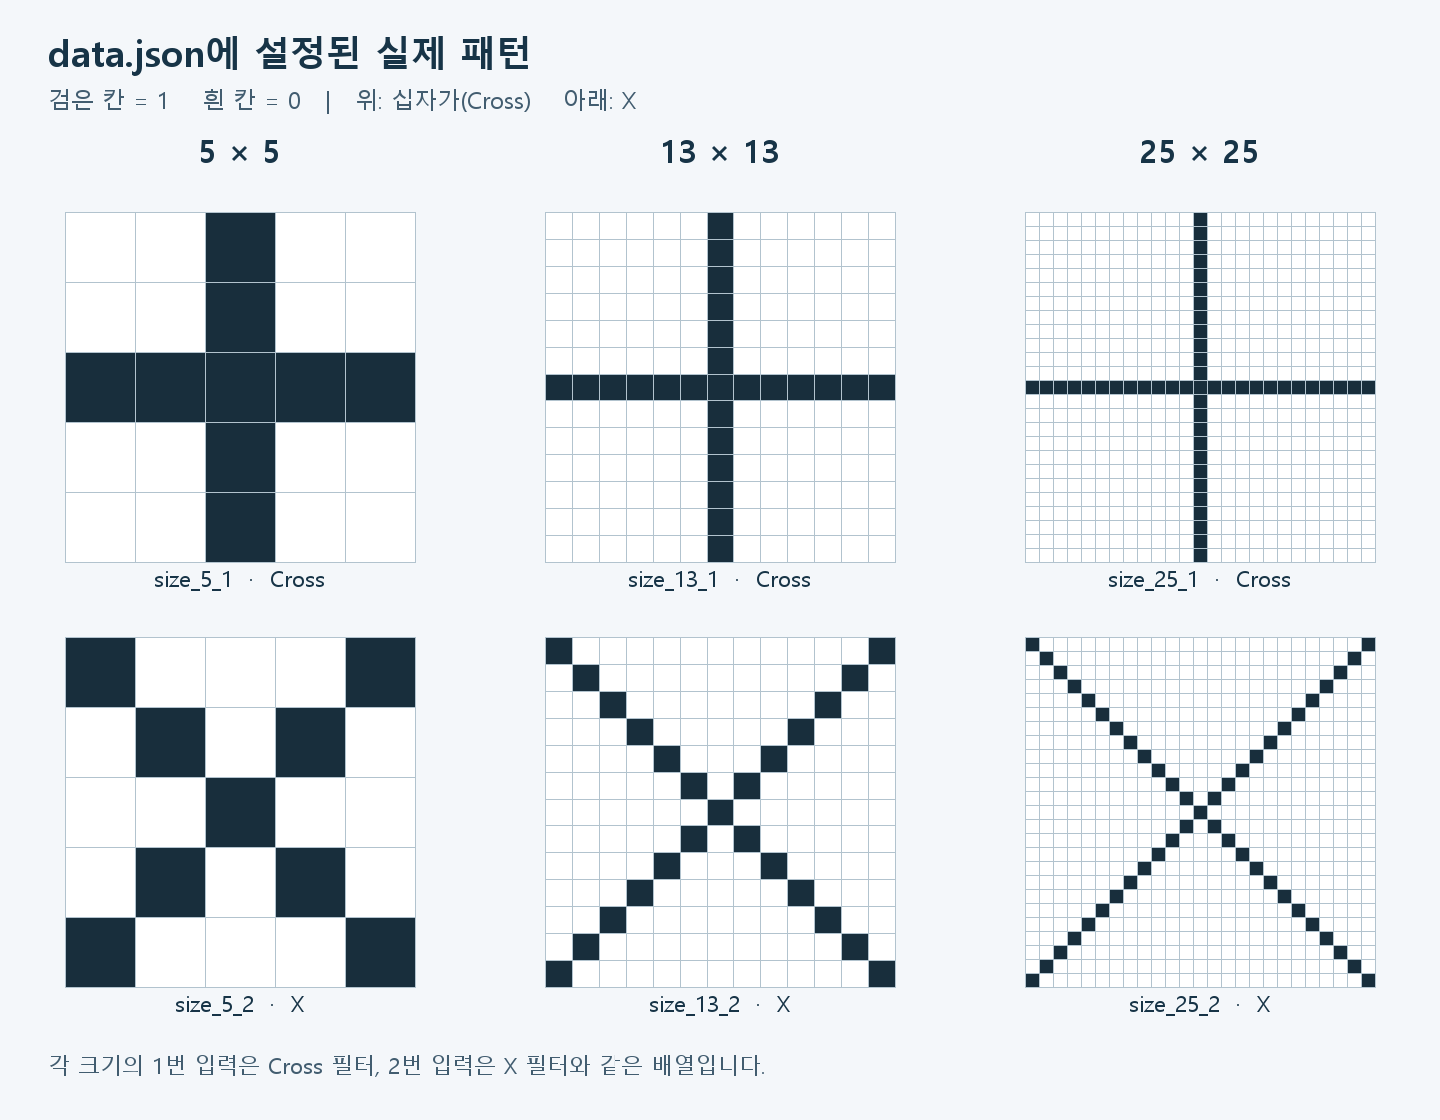 data.json에 설정된 실제 패턴
검은 칸 = 1 흰 칸 = 0 | 위: 십자가(Cross) 아래: X
5 × 5
13 × 13
25 × 25
size_5_1 · Cross
size_13_1 · Cross
size_25_1 · Cross
size_5_2 · X
size_13_2 · X
size_25_2 · X
각 크기의 1번 입력은 Cross 필터, 2번 입력은 X 필터와 같은 배열입니다.